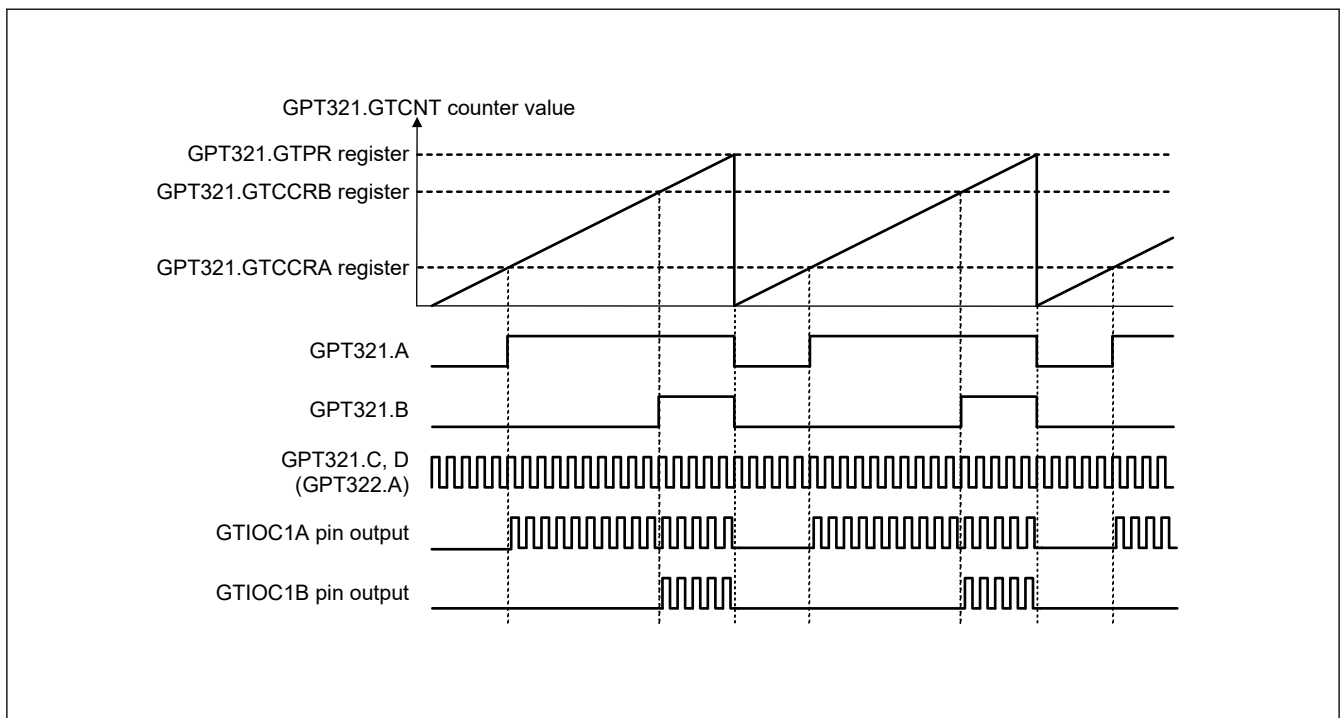 GPT321.GTCNT counter value
GPT321.GTPR register
GPT321.GTCCRB register
GPT321.GTCCRA register
GPT321.A
GPT321.B
GPT321.C, D
(GPT322.A)
GTIOC1A pin output
GTIOC1B pin output